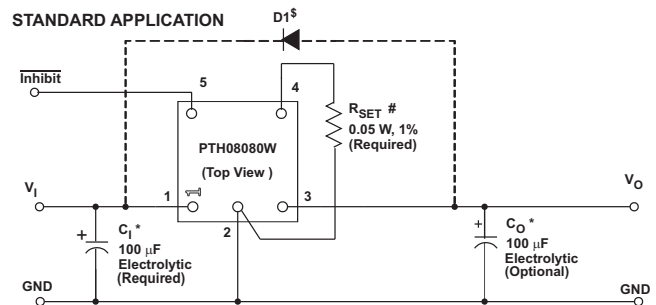 STANDARD APPLICATION
D1$
Inhibit
5
4
RSET #
0.05 W, 1%
(Required)
PTH08080W
(Top View )
VI
1
3
VO
2
+
CI *
100 μF
Electrolytic
(Required)
+
CO *
100 μF
Electrolytic
(Optional)
GND
GND